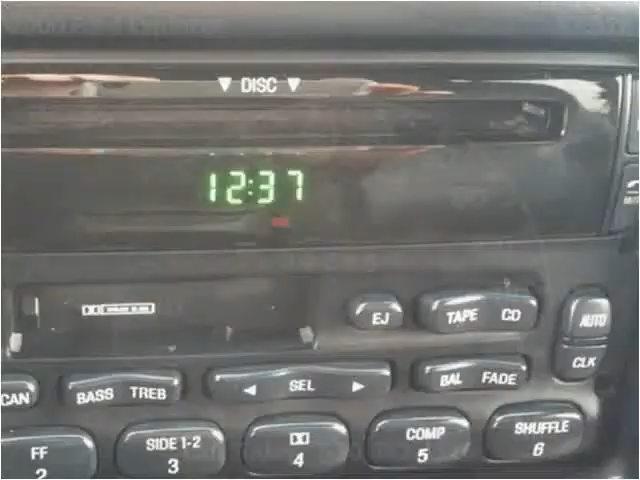 ▼ DISC ▼
12:37
EJ TAPE CD AUTO
CLK
CAN BASS TREB ◀ SEL ▶ BAL FADE
FF SIDE 1-2 COMP SHUFFLE
2 3 4 5 6